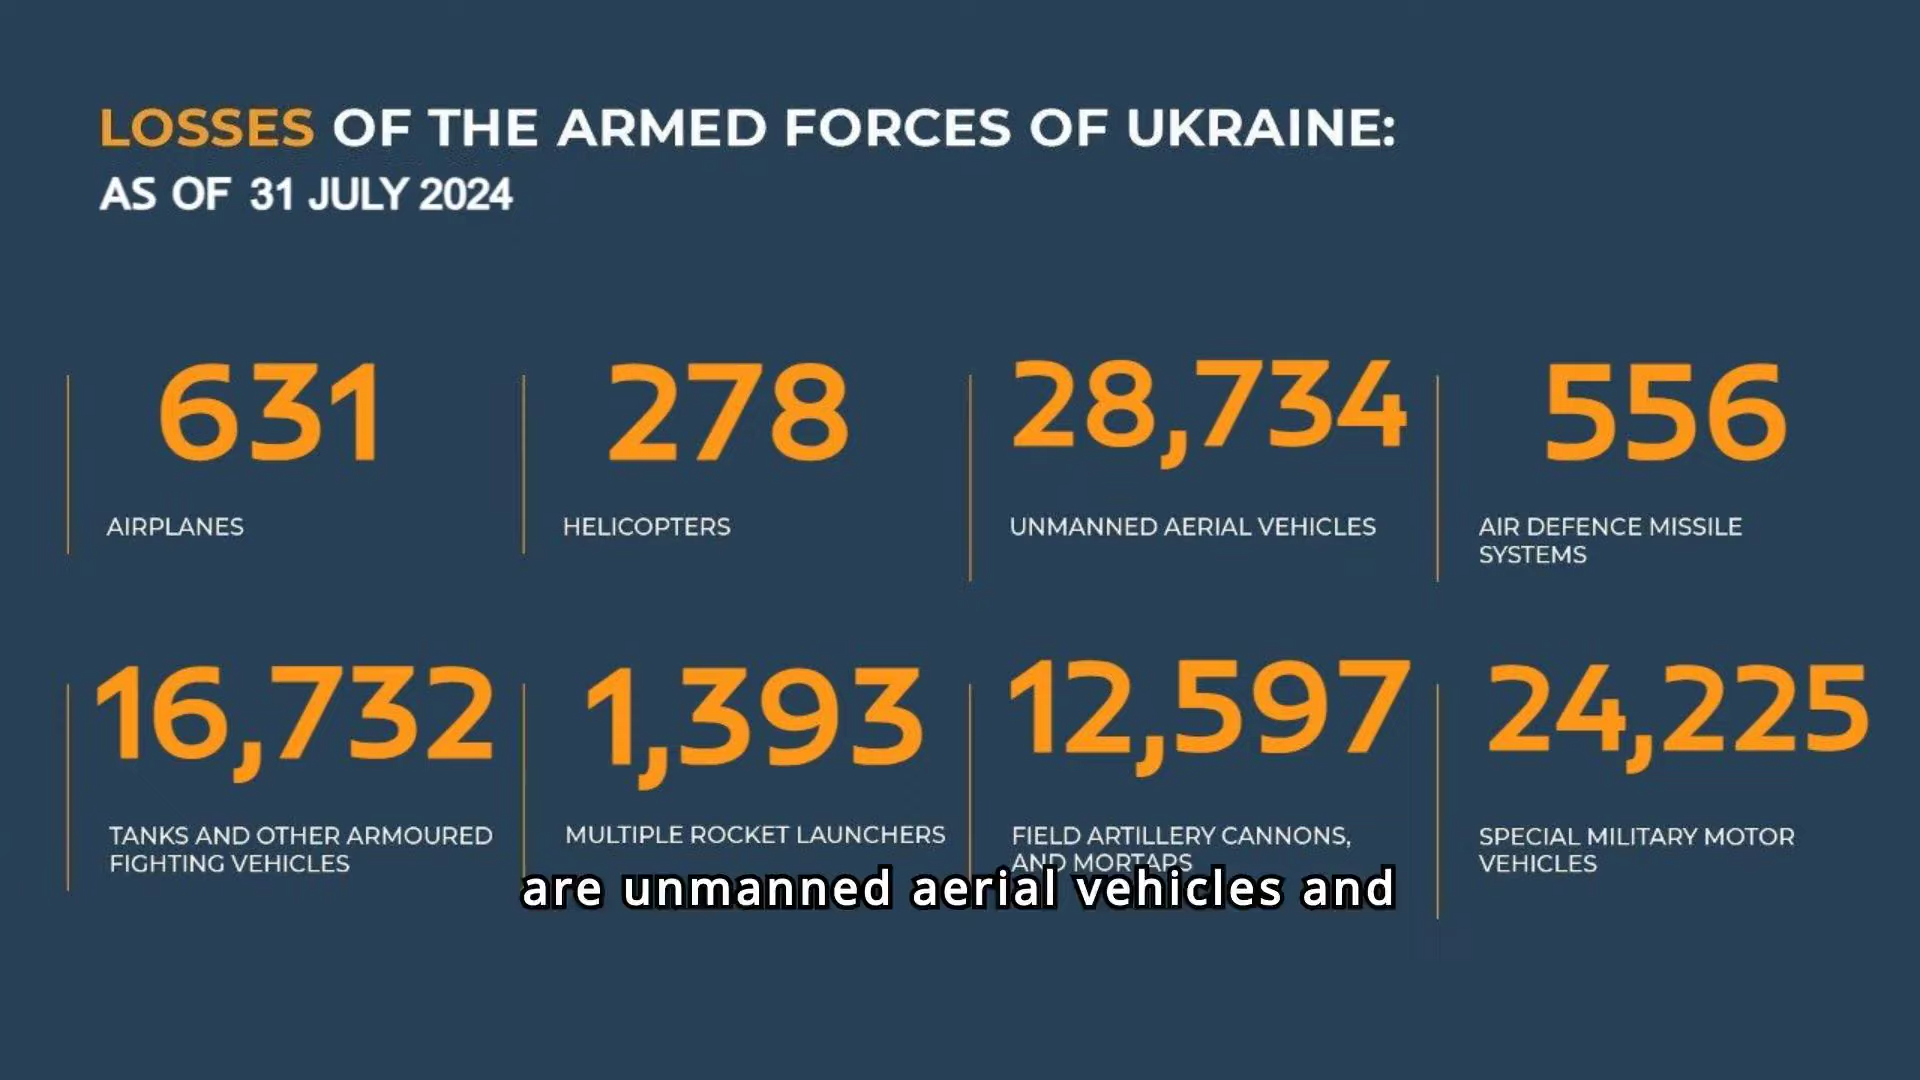 LOSSES OF THE ARMED FORCES OF UKRAINE:
AS OF 31 JULY 2024
631
AIRPLANES
278
HELICOPTERS
28,734
UNMANNED AERIAL VEHICLES
556
AIR DEFENCE MISSILE
SYSTEMS
16,732
TANKS AND OTHER ARMOURED
FIGHTING VEHICLES
1,393
MULTIPLE ROCKET LAUNCHERS
12,597
FIELD ARTILLERY CANNONS,
AND MORTARS
24,225
SPECIAL MILITARY MOTOR
VEHICLES
are unmanned aerial vehicles and